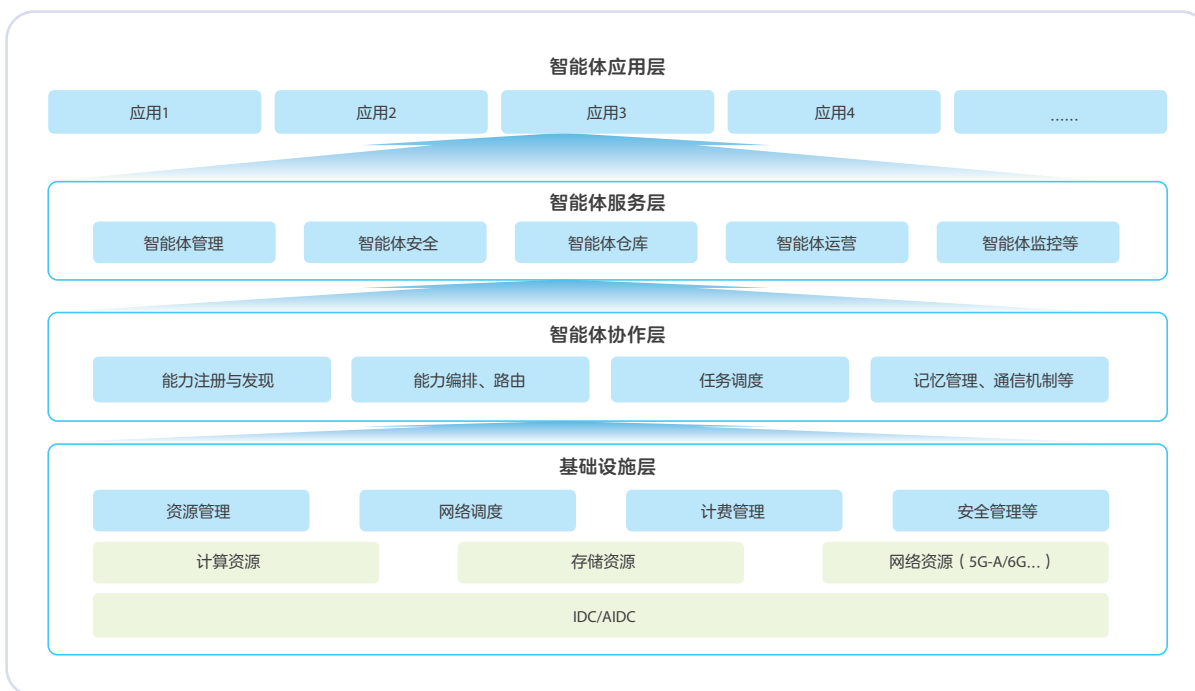 智能体应用层
应用1 应用2 应用3 应用4 ……
智能体服务层
智能体管理 智能体安全 智能体仓库 智能体运营 智能体监控等
智能体协作层
能力注册与发现 能力编排、路由 任务调度 记忆管理、通信机制等
基础设施层
资源管理 网络调度 计费管理 安全管理等
计算资源 存储资源 网络资源（5G-A/6G…）
IDC/AIDC